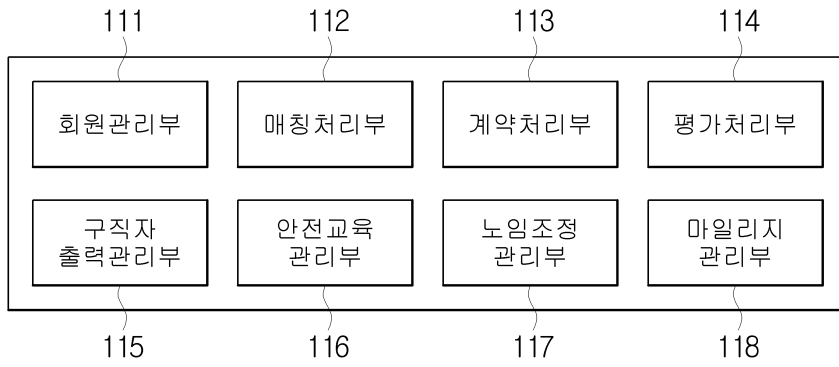 111 112 113 114
회원관리부 매칭처리부 계약처리부 평가처리부
구직자 안전교육 노임조정 마일리지
출력관리부 관리부 관리부 관리부
115 116 117 118